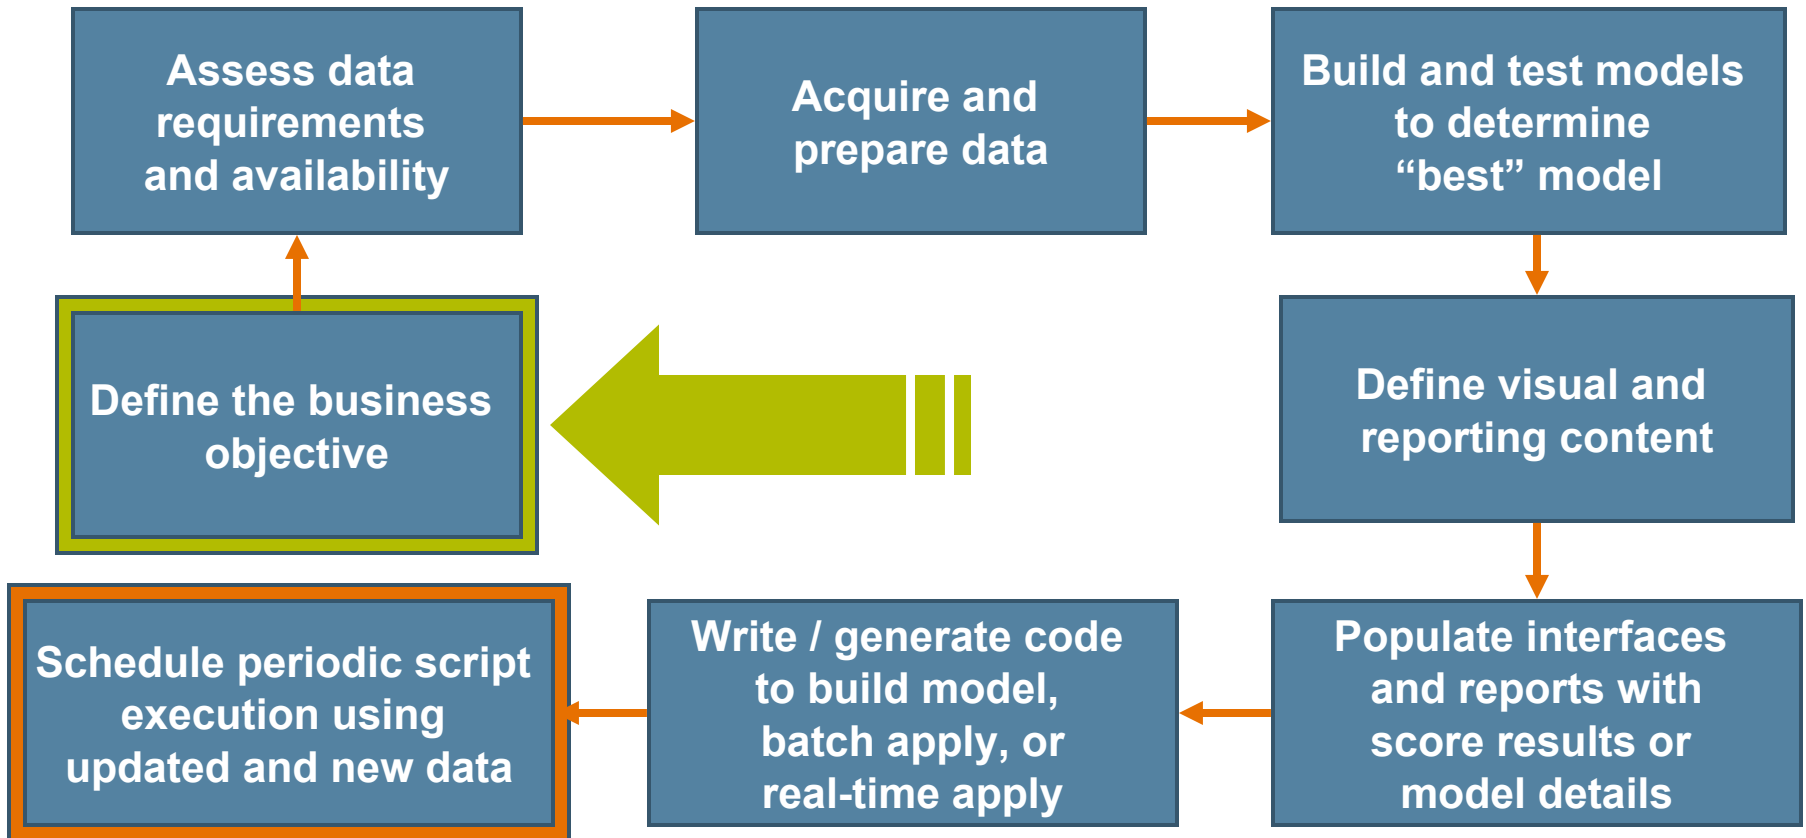 Assess data
requirements
and availability
Acquire and
prepare data
Build and test models
to determine
“best” model
Define the business
objective
Define visual and
reporting content
Schedule periodic script
execution using
updated and new data
Write / generate code
to build model,
batch apply, or
real-time apply
Populate interfaces
and reports with
score results or
model details